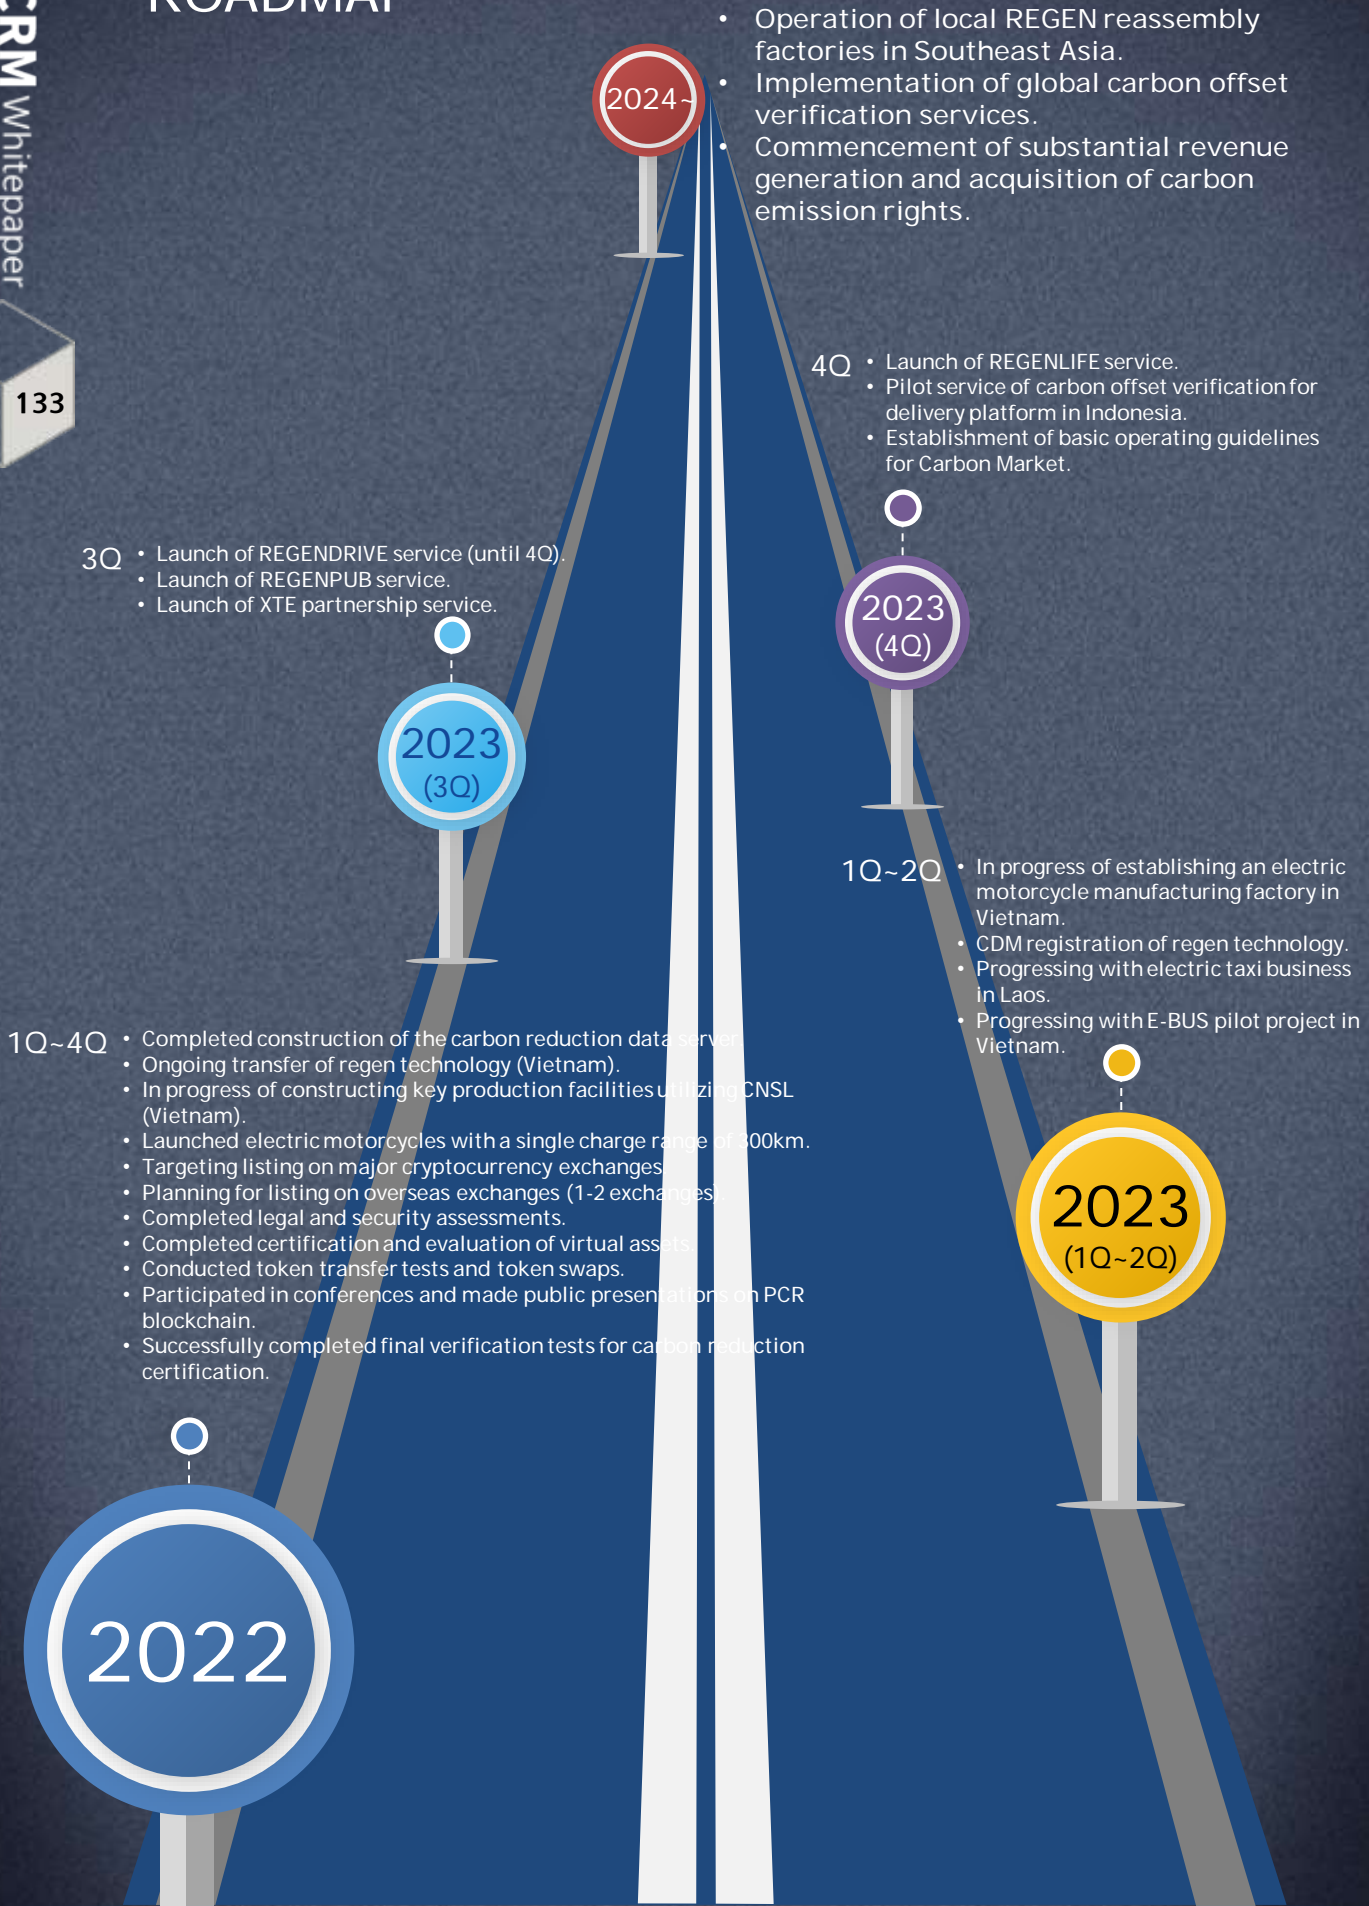 ROADMAP
CRM Whitepaper
133
2024~
• Operation of local REGEN reassembly
factories in Southeast Asia.
• Implementation of global carbon offset
verification services.
• Commencement of substantial revenue
generation and acquisition of carbon
emission rights.
4Q
• Launch of REGENLIFE service.
• Pilot service of carbon offset verification for
delivery platform in Indonesia.
• Establishment of basic operating guidelines
for Carbon Market.
2023
(4Q)
3Q
• Launch of REGENDRIVE service (until 4Q).
• Launch of REGENPUB service.
• Launch of XTE partnership service.
2023
(3Q)
1Q~2Q
• In progress of establishing an electric
motorcycle manufacturing factory in
Vietnam.
• CDM registration of regen technology.
• Progressing with electric taxi business
in Laos.
• Progressing with E-BUS pilot project in
Vietnam.
2023
(1Q~2Q)
1Q~4Q
• Completed construction of the carbon reduction data server.
• Ongoing transfer of regen technology (Vietnam).
• In progress of constructing key production facilities utilizing CNSL
(Vietnam).
• Launched electric motorcycles with a single charge range of 300km.
• Targeting listing on major cryptocurrency exchanges.
• Planning for listing on overseas exchanges (1-2 exchanges).
• Completed legal and security assessments.
• Completed certification and evaluation of virtual assets.
• Conducted token transfer tests and token swaps.
• Participated in conferences and made public presentations on PCR
blockchain.
• Successfully completed final verification tests for carbon reduction
certification.
2022